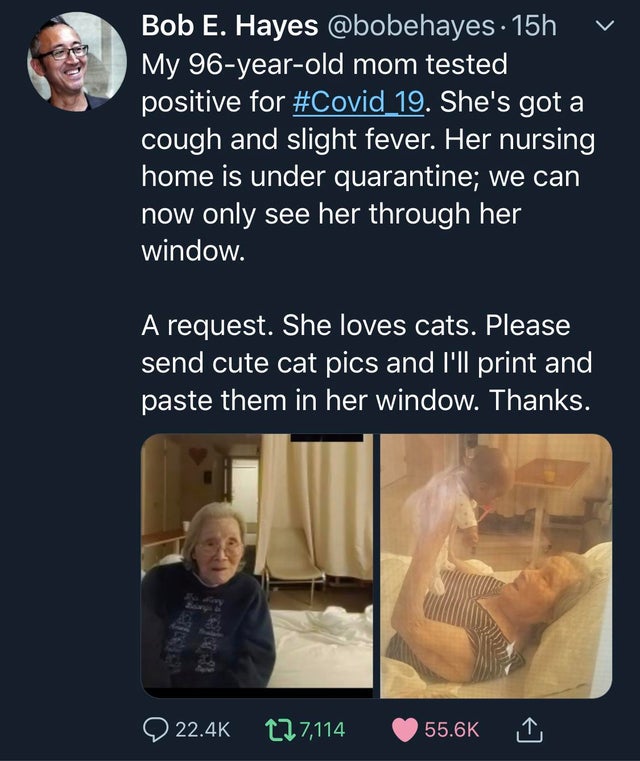 Bob E. Hayes @bobehayes · 15h
My 96-year-old mom tested
positive for #Covid_19. She's got a
cough and slight fever. Her nursing
home is under quarantine; we can
now only see her through her
window.
A request. She loves cats. Please
send cute cat pics and I'll print and
paste them in her window. Thanks.
22.4K 7,114 55.6K